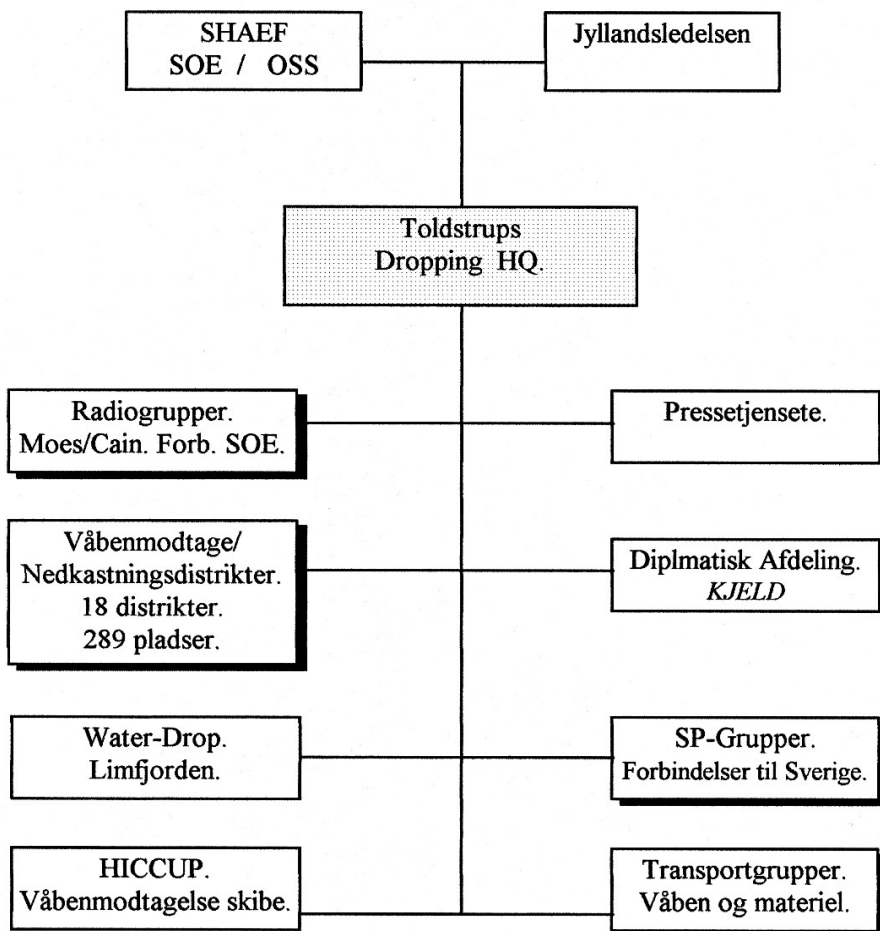 SHAEF
SOE / OSS
Jyllandsledelsen
Toldstrups
Dropping HQ.
Radiogrupper.
Moes/Cain. Forb. SOE.
Pressetjensete.
Våbenmodtage/
Nedkastningsdistrikter.
18 distrikter.
289 pladser.
Diplmatisk Afdeling.
KJELD
Water-Drop.
Limfjorden.
SP-Grupper.
Forbindelser til Sverige.
HICCUP.
Våbenmodtagelse skibe.
Transportgrupper.
Våben og materiel.